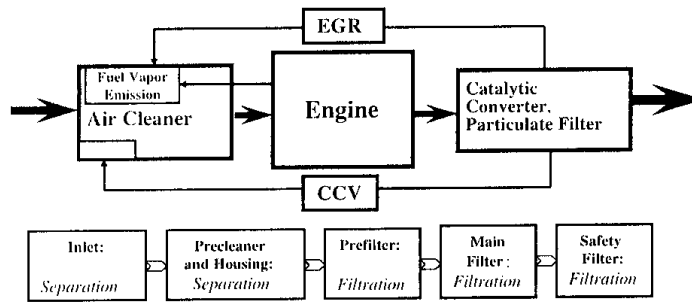 EGR
Fuel Vapor
Emission
Air Cleaner
Engine
Catalytic
Converter,
Particulate Filter
CCV
Inlet:
Separation
Precleaner
and Housing:
Separation
Prefilter:
Filtration
Main
Filter:
Filtration
Safety
Filter:
Filtration